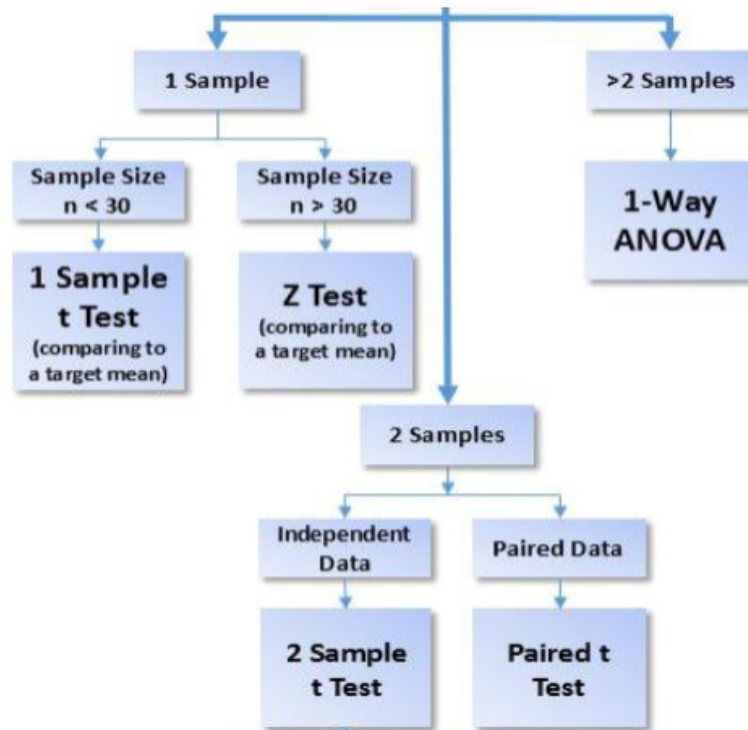 1 Sample
>2 Samples
Sample Size
n < 30
Sample Size
n > 30
1 Sample
t Test
(comparing to
a target mean)
Z Test
(comparing to
a target mean)
1-Way
ANOVA
2 Samples
Independent
Data
Paired Data
2 Sample
t Test
Paired t
Test